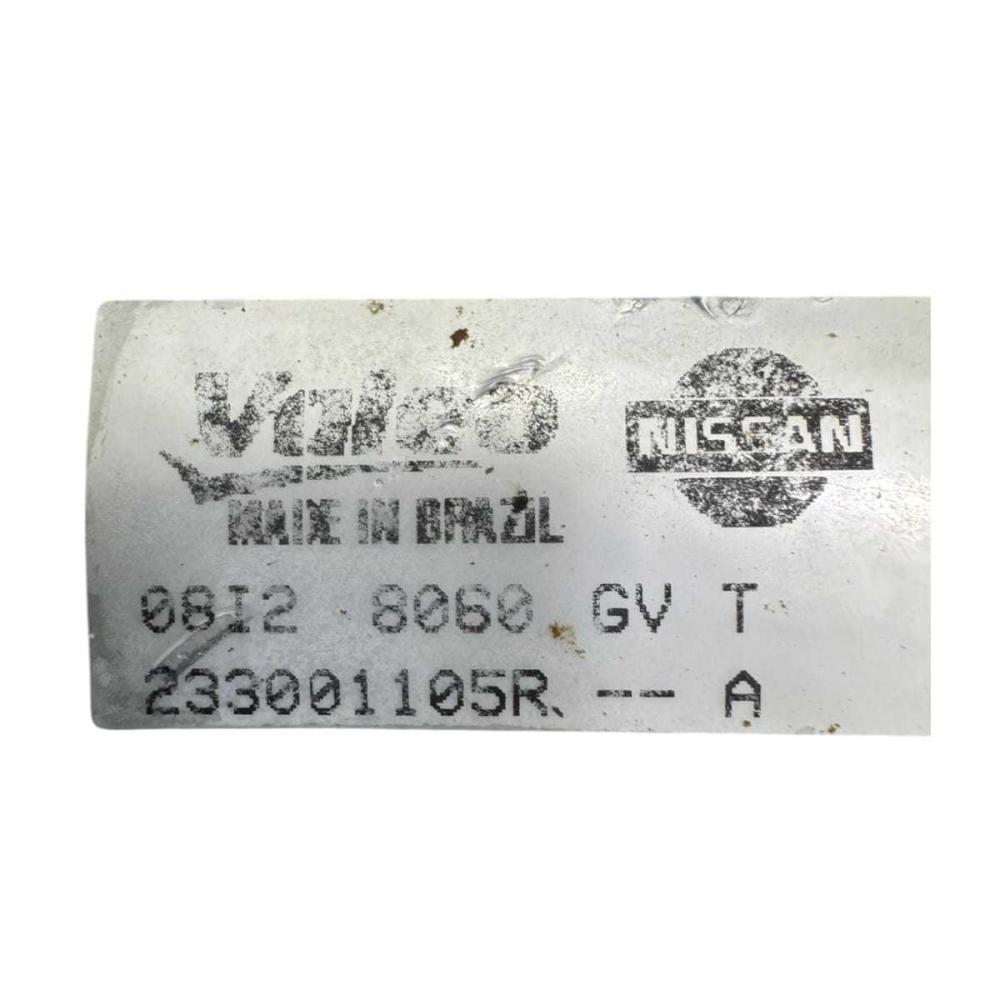 Valeo
NISSAN
MADE IN BRAZIL
08I2 8060 GV T
233001105R -- A